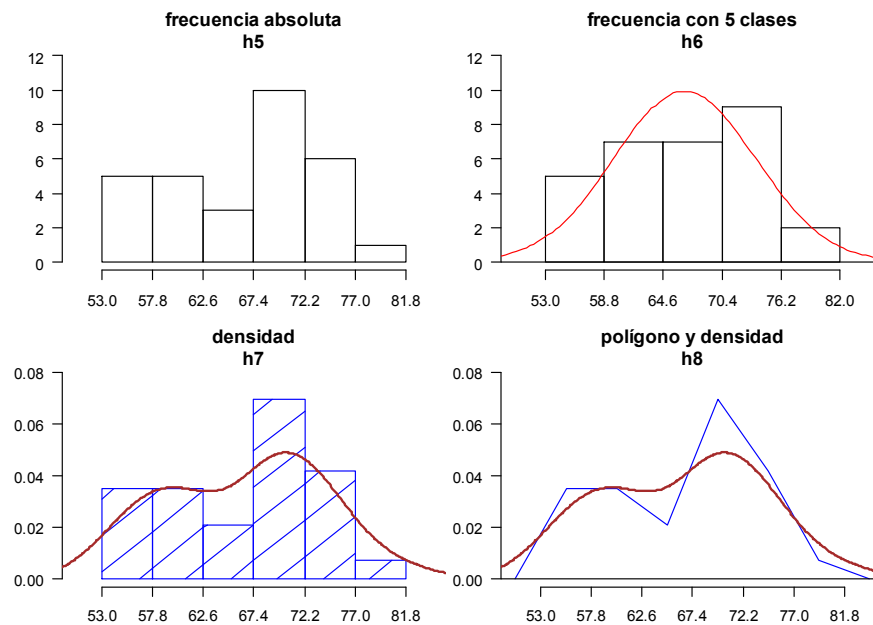 frecuencia absoluta
h5
12
10
8
6
4
2
0
53.0 57.8 62.6 67.4 72.2 77.0 81.8
frecuencia con 5 clases
h6
12
10
8
6
4
2
0
53.0 58.8 64.6 70.4 76.2 82.0
densidad
h7
0.08
0.06
0.04
0.02
0.00
53.0 57.8 62.6 67.4 72.2 77.0 81.8
polígono y densidad
h8
0.08
0.06
0.04
0.02
0.00
53.0 57.8 62.6 67.4 72.2 77.0 81.8